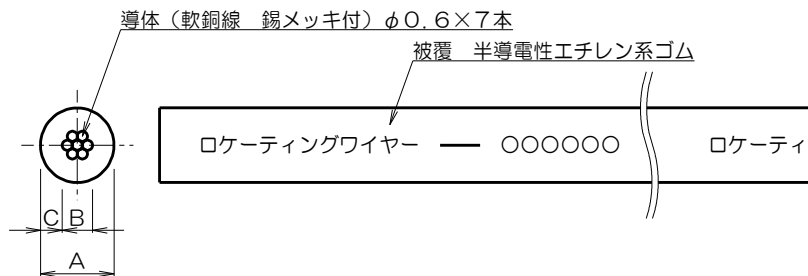 導体（軟銅線　錫メッキ付）φ０．６×７本
被覆　半導電性エチレン系ゴム
ロケーティングワイヤー　―　○○○○○○　ロケーティ
C B
A